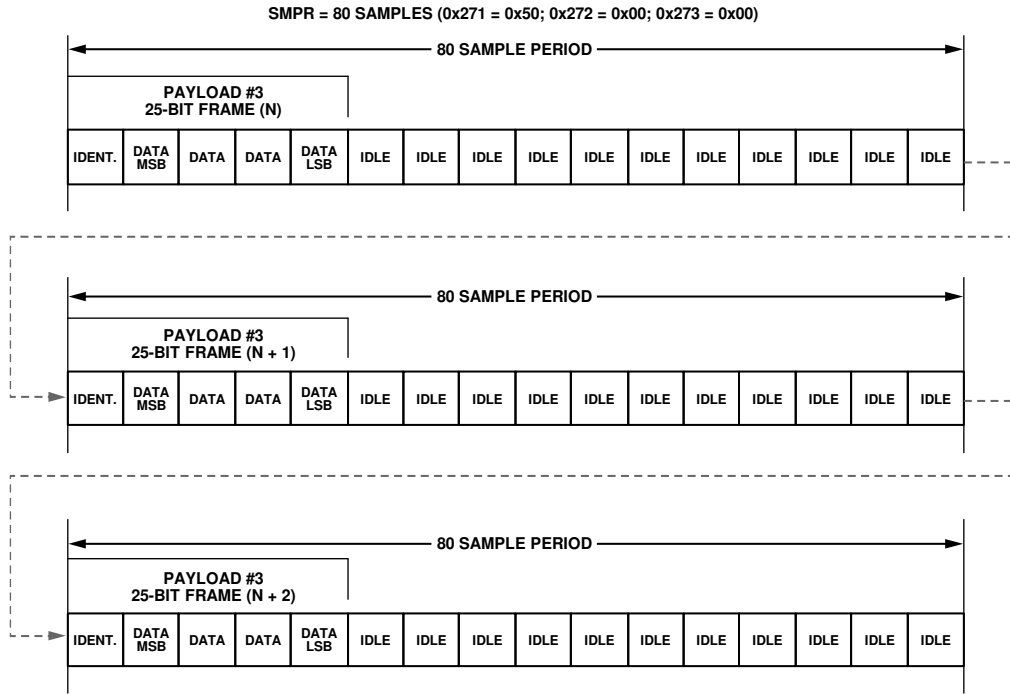 SMPR = 80 SAMPLES (0x271 = 0x50; 0x272 = 0x00; 0x273 = 0x00)
80 SAMPLE PERIOD
PAYLOAD #3
25-BIT FRAME (N)
IDENT. DATA MSB DATA DATA DATA LSB IDLE IDLE IDLE IDLE IDLE IDLE IDLE IDLE IDLE IDLE IDLE
80 SAMPLE PERIOD
PAYLOAD #3
25-BIT FRAME (N + 1)
IDENT. DATA MSB DATA DATA DATA LSB IDLE IDLE IDLE IDLE IDLE IDLE IDLE IDLE IDLE IDLE IDLE
80 SAMPLE PERIOD
PAYLOAD #3
25-BIT FRAME (N + 2)
IDENT. DATA MSB DATA DATA DATA LSB IDLE IDLE IDLE IDLE IDLE IDLE IDLE IDLE IDLE IDLE IDLE